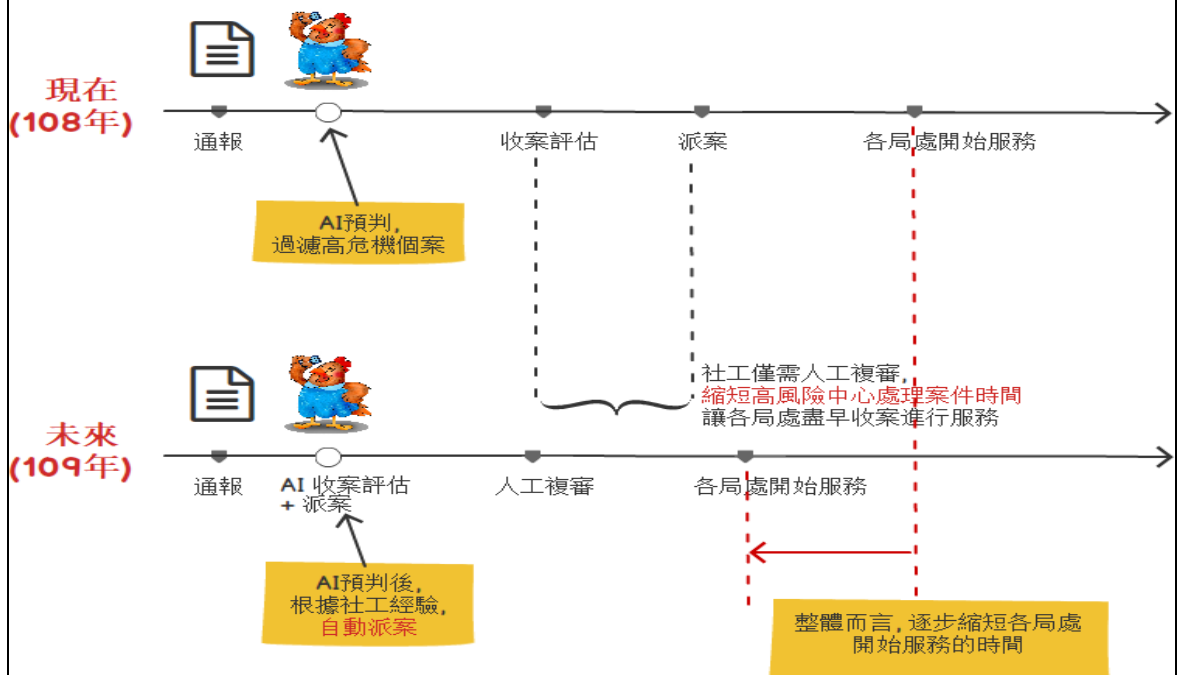 現在
(108年)
通報
收案評估
派案
各局處開始服務
AI預判,
過濾高危機個案
社工僅需人工複審,
縮短高風險中心處理案件時間
讓各局處盡早收案進行服務
未來
(109年)
通報
AI 收案評估
+ 派案
人工複審
各局處開始服務
AI預判後,
根據社工經驗,
自動派案
整體而言, 逐步縮短各局處
開始服務的時間